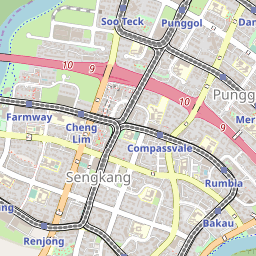 Soo Teck
Punggol
10
9
9
10
Farmway
Cheng
Lim
Compassvale
Sengkang
Rumbia
Bakau
Renjong